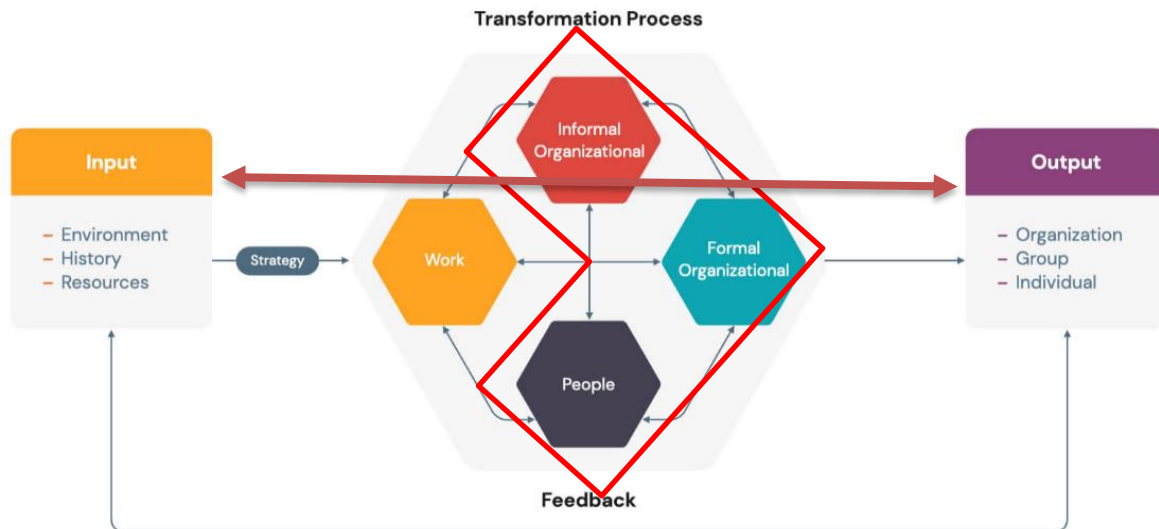 Transformation Process
Informal
Organizational
Input
Output
– Environment
– History
– Resources
Strategy
Work
Formal
Organizational
– Organization
– Group
– Individual
People
Feedback